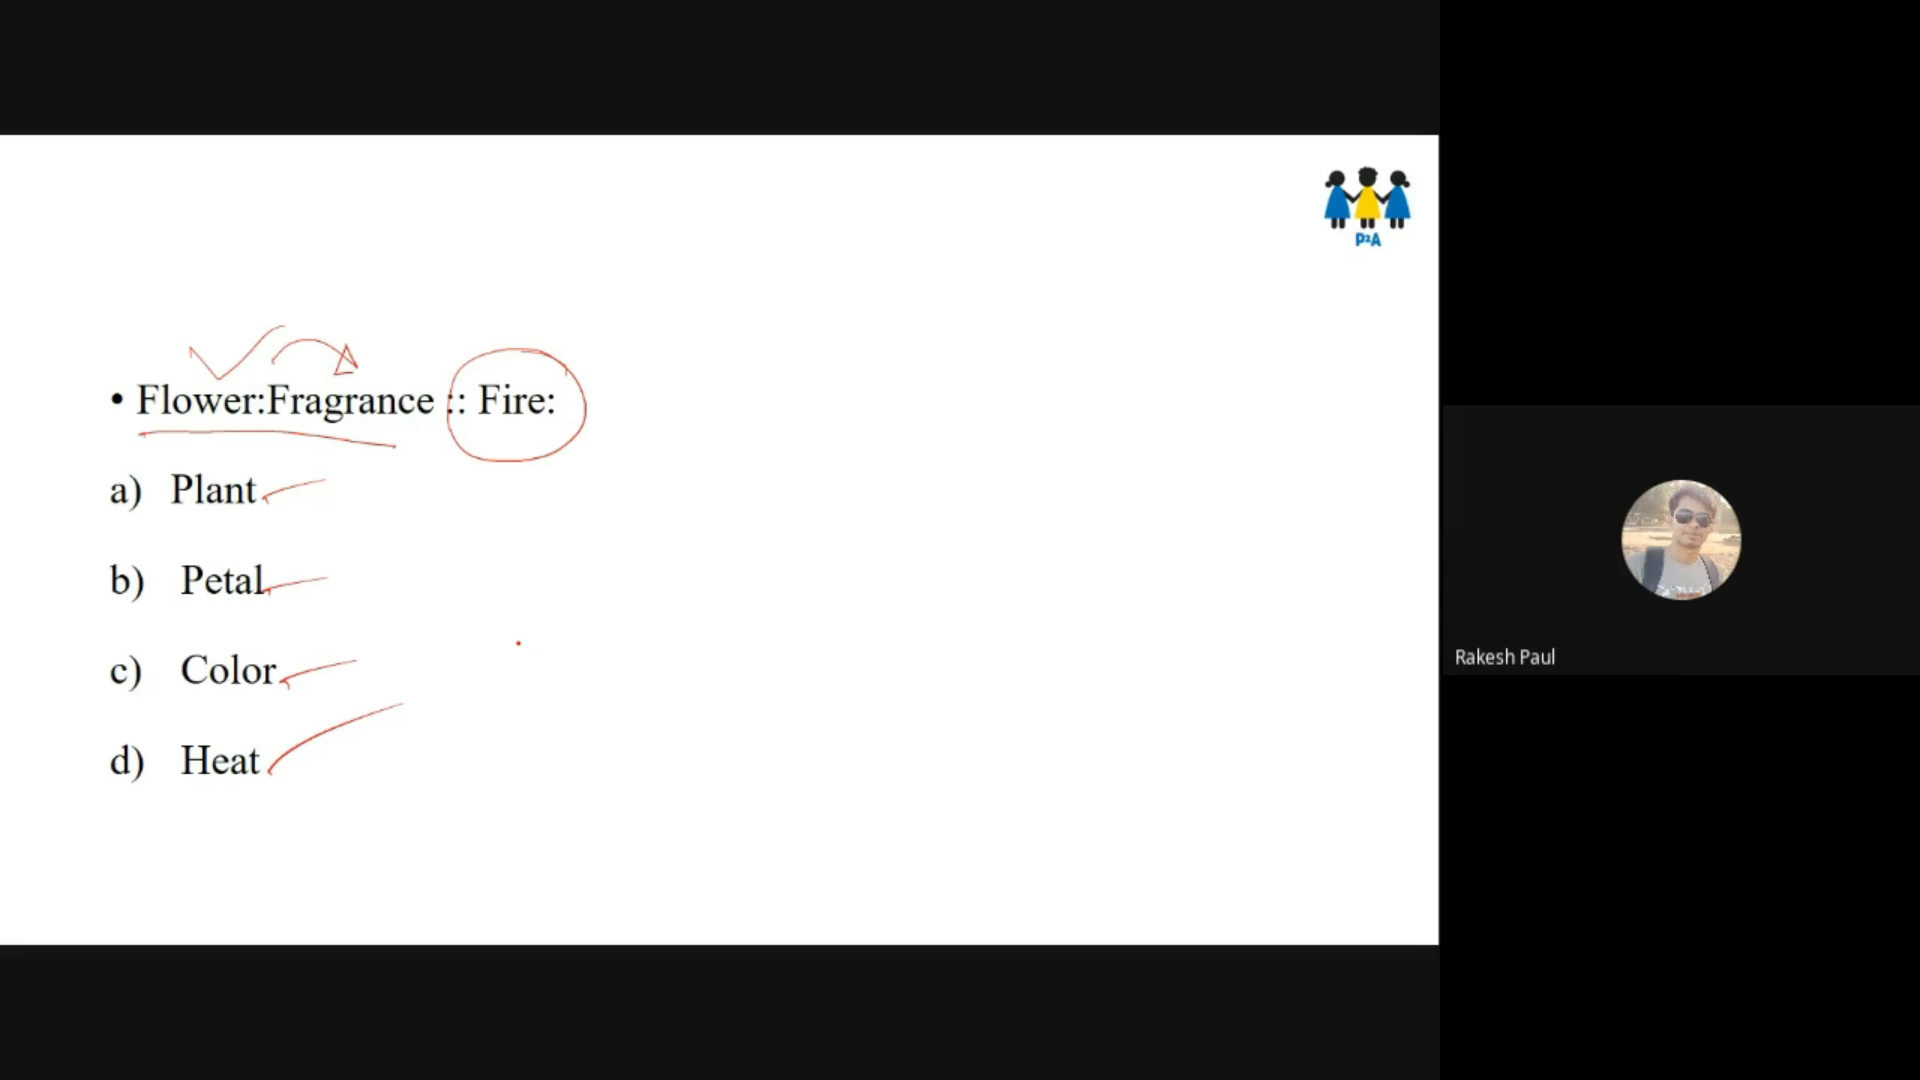 P²A
• Flower:Fragrance :: Fire:
a) Plant
b) Petal
c) Color
d) Heat
Rakesh Paul